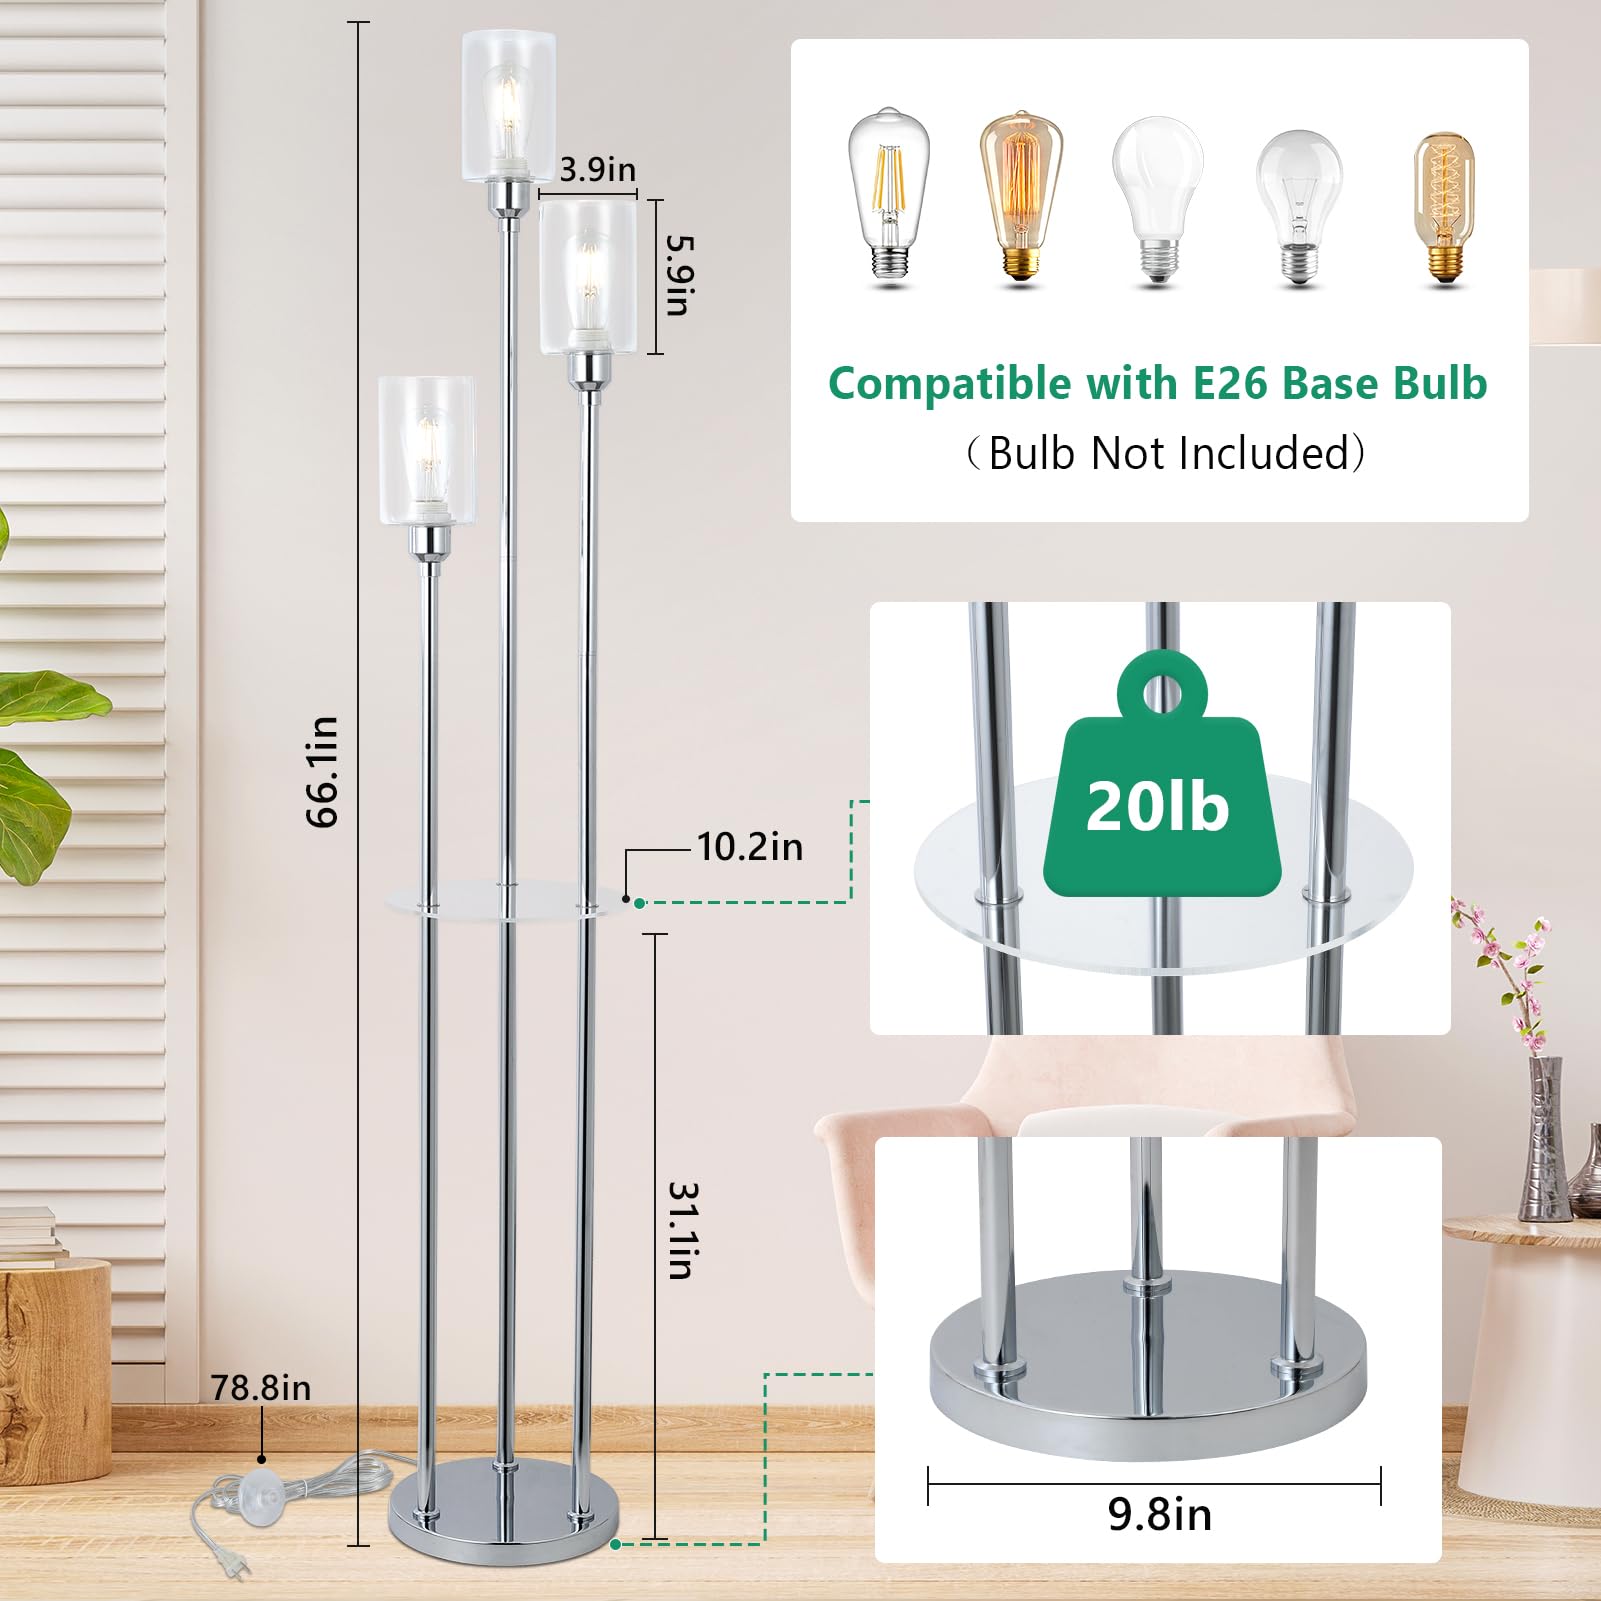 3.9in
5.9in
66.1in
10.2in
31.1in
78.8in
Compatible with E26 Base Bulb
（Bulb Not Included）
20lb
9.8in